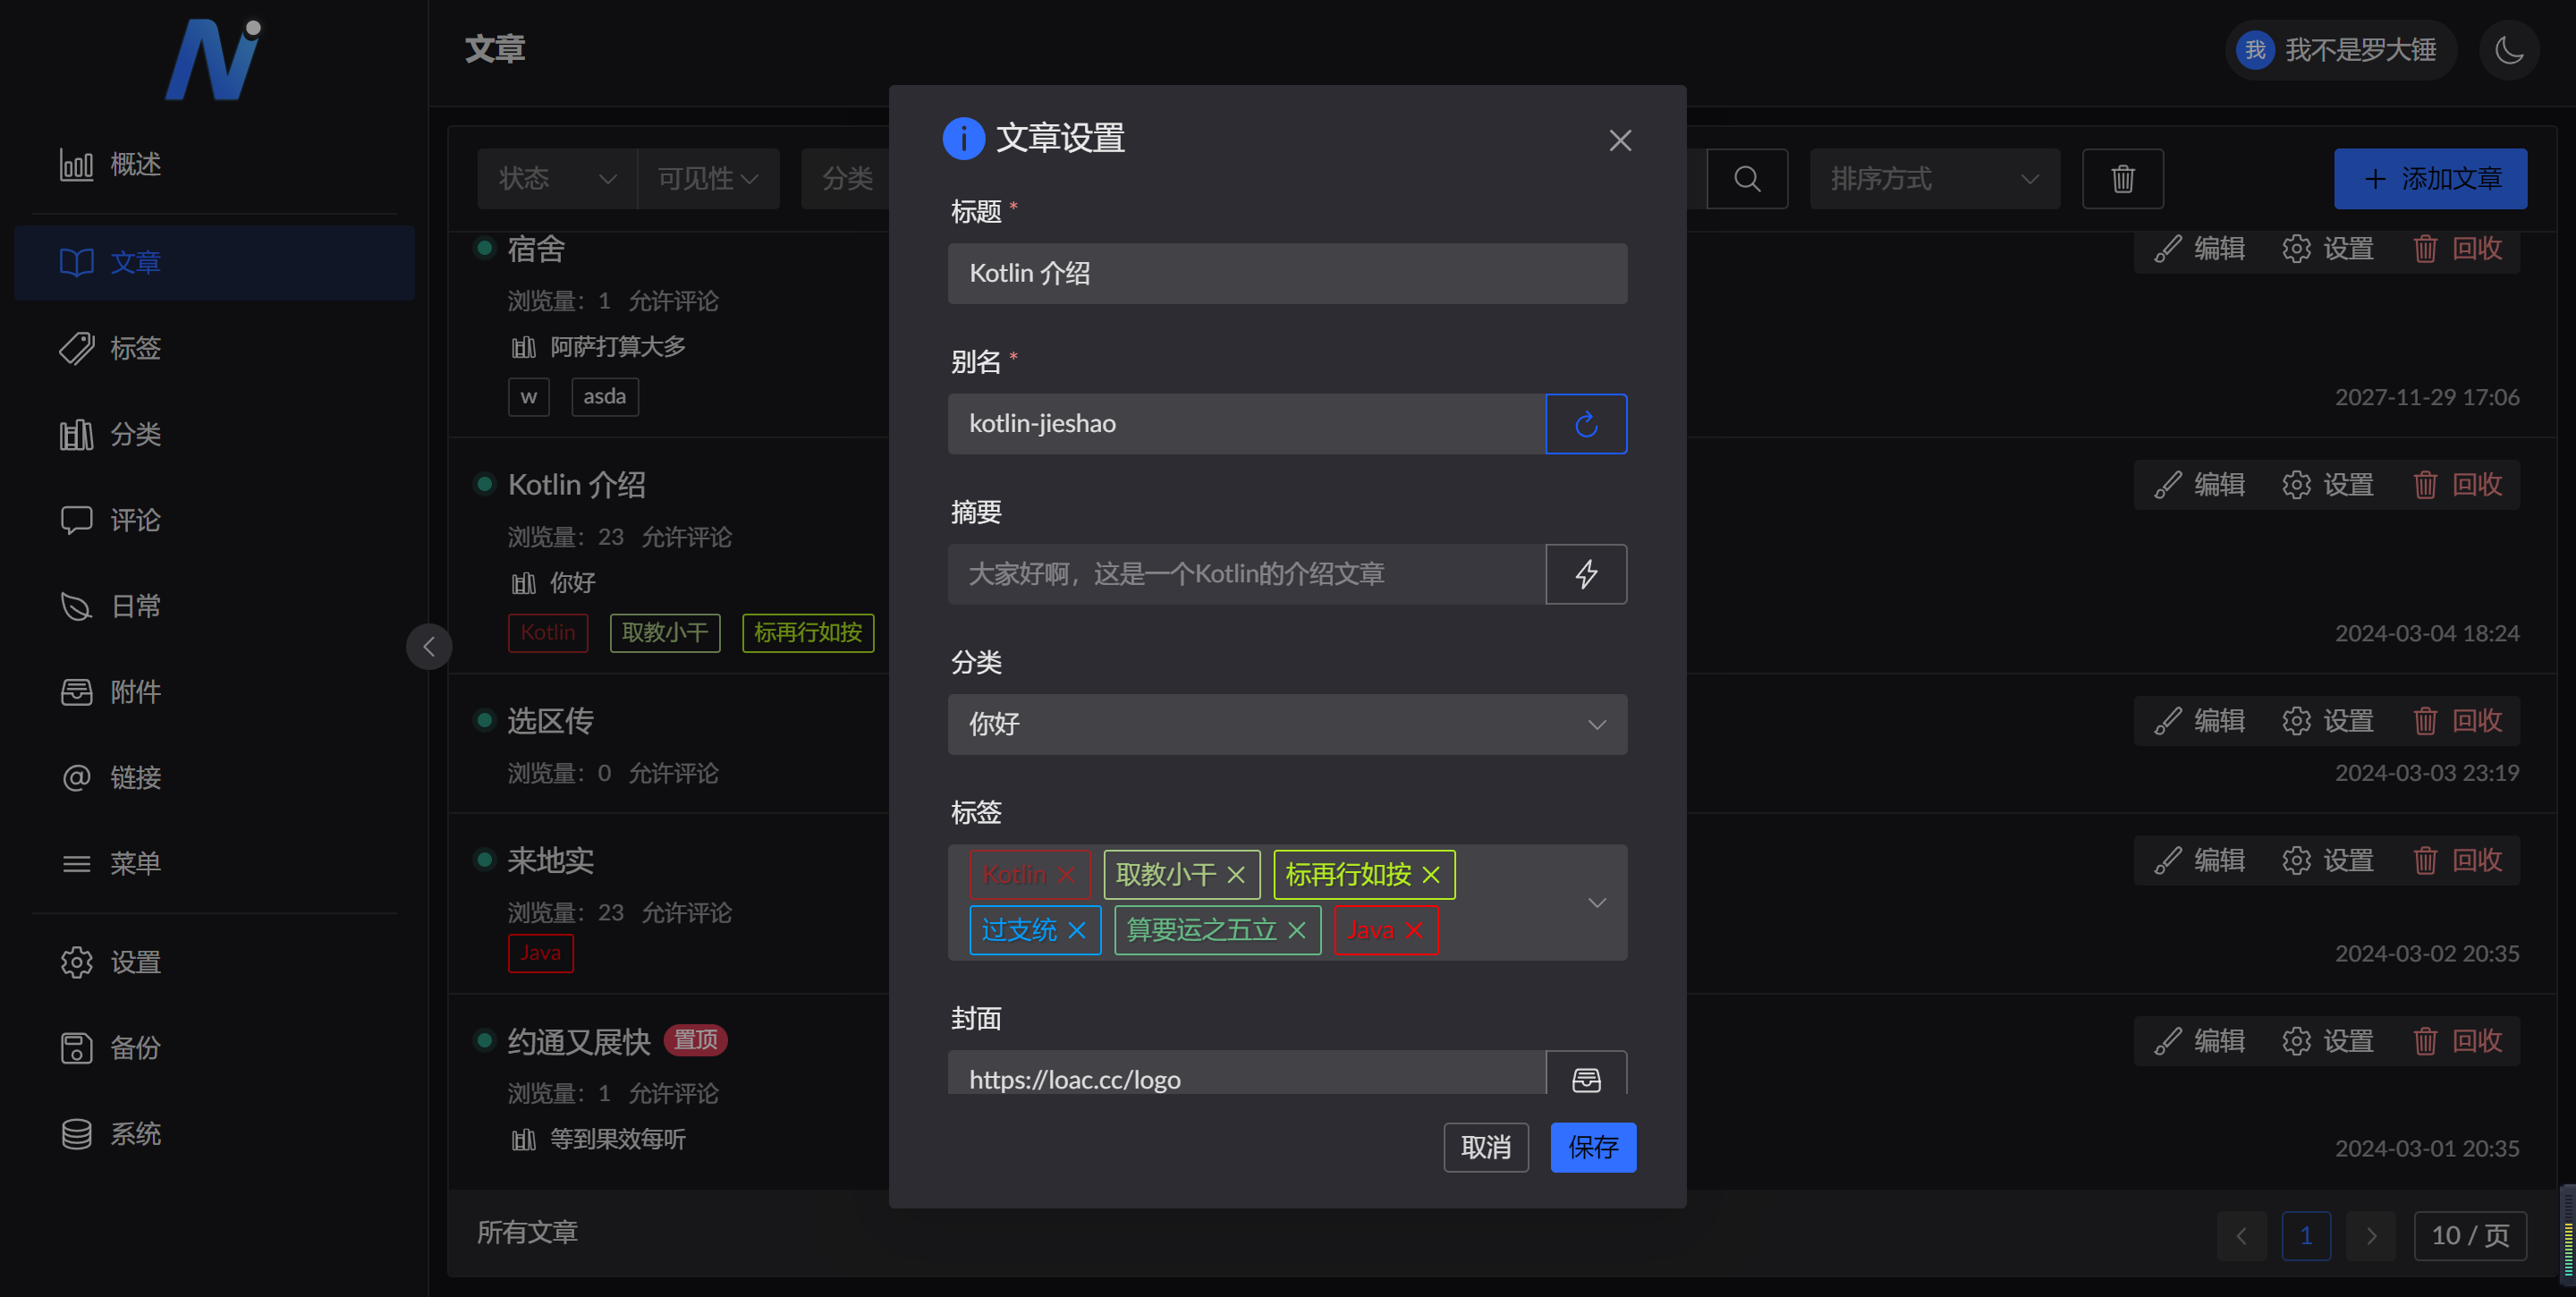 文章
我 我不是罗大锤
概述
文章
标签
分类
评论
日常
附件
链接
菜单
设置
备份
系统
状态 可见性 分类 排序方式 添加文章
宿舍 编辑 设置 回收
浏览量：1 允许评论
阿萨打算大多
w asda 2027-11-29 17:06
Kotlin 介绍 编辑 设置 回收
浏览量：23 允许评论
你好
Kotlin 取教小干 标再行如按 2024-03-04 18:24
选区传 编辑 设置 回收
浏览量：0 允许评论 2024-03-03 23:19
来地实 编辑 设置 回收
浏览量：23 允许评论
Java 2024-03-02 20:35
约通又展快 置顶 编辑 设置 回收
浏览量：1 允许评论
等到果效每听 2024-03-01 20:35
所有文章 1 10 / 页
文章设置
标题 *
Kotlin 介绍
别名 *
kotlin-jieshao
摘要
大家好啊，这是一个Kotlin的介绍文章
分类
你好
标签
Kotlin 取教小干 标再行如按
过支统 算要运之五立 Java
封面
https://loac.cc/logo
取消 保存